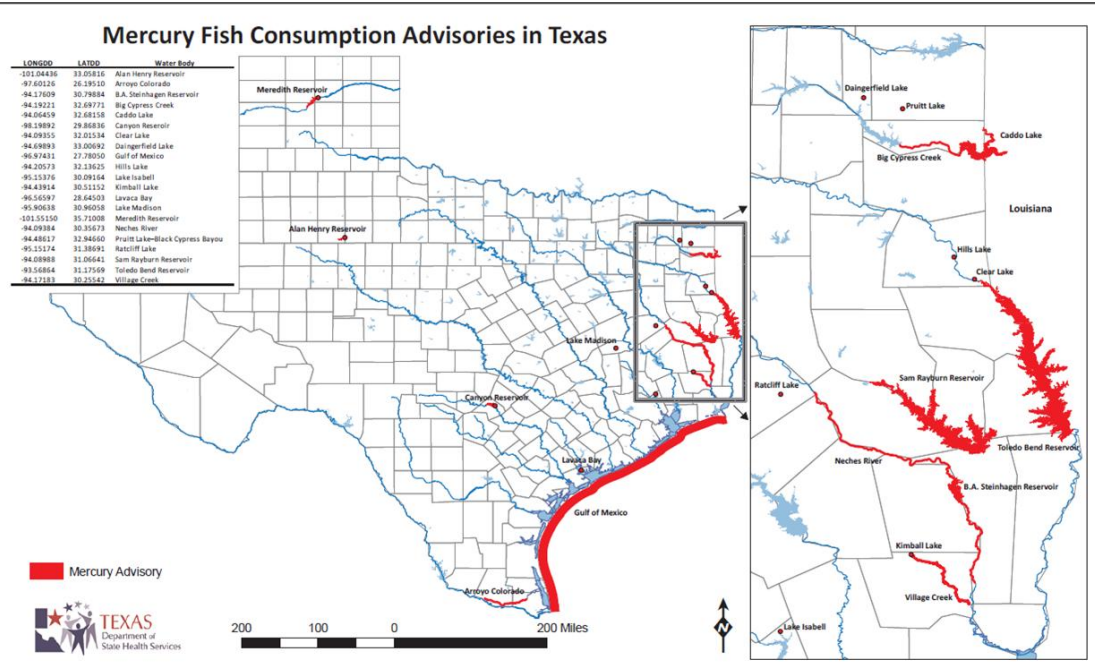 Mercury Fish Consumption Advisories in Texas
LONGDD LATDD Water Body
-101.04436 33.05816 Alan Henry Reservoir
-97.60126 26.19510 Arroyo Colorado
-94.17609 30.79884 B.A. Steinhagen Reservoir
-94.19221 32.69771 Big Cypress Creek
-94.06459 32.68158 Caddo Lake
-98.19892 29.86836 Canyon Reseroir
-94.09355 32.01534 Clear Lake
-94.69893 33.00692 Daingerfield Lake
-96.97431 27.78050 Gulf of Mexico
-94.20573 32.13625 Hills Lake
-95.15376 30.09164 Lake Isabell
-94.43914 30.51152 Kimball Lake
-96.56597 28.64503 Lavaca Bay
-95.90638 30.96058 Lake Madison
-101.55150 35.71008 Meredith Reservoir
-94.09384 30.35673 Neches River
-94.48617 32.94660 Pruitt Lake–Black Cypress Bayou
-95.15174 31.38691 Ratcliff Lake
-94.08988 31.06641 Sam Rayburn Reservoir
-93.56864 31.17569 Toledo Bend Reservoir
-94.17183 30.25542 Village Creek
Meredith Reservoir
Alan Henry Reservoir
Lake Madison
Canyon Reservoir
Lavaca Bay
Gulf of Mexico
Arroyo Colorado
Mercury Advisory
TEXAS
Department of
State Health Services
200 100 0 200 Miles
N
Daingerfield Lake
Pruitt Lake
Caddo Lake
Big Cypress Creek
Louisiana
Hills Lake
Clear Lake
Sam Rayburn Reservoir
Ratcliff Lake
Toledo Bend Reservoir
Neches River
B.A. Steinhagen Reservoir
Kimball Lake
Village Creek
Lake Isabell